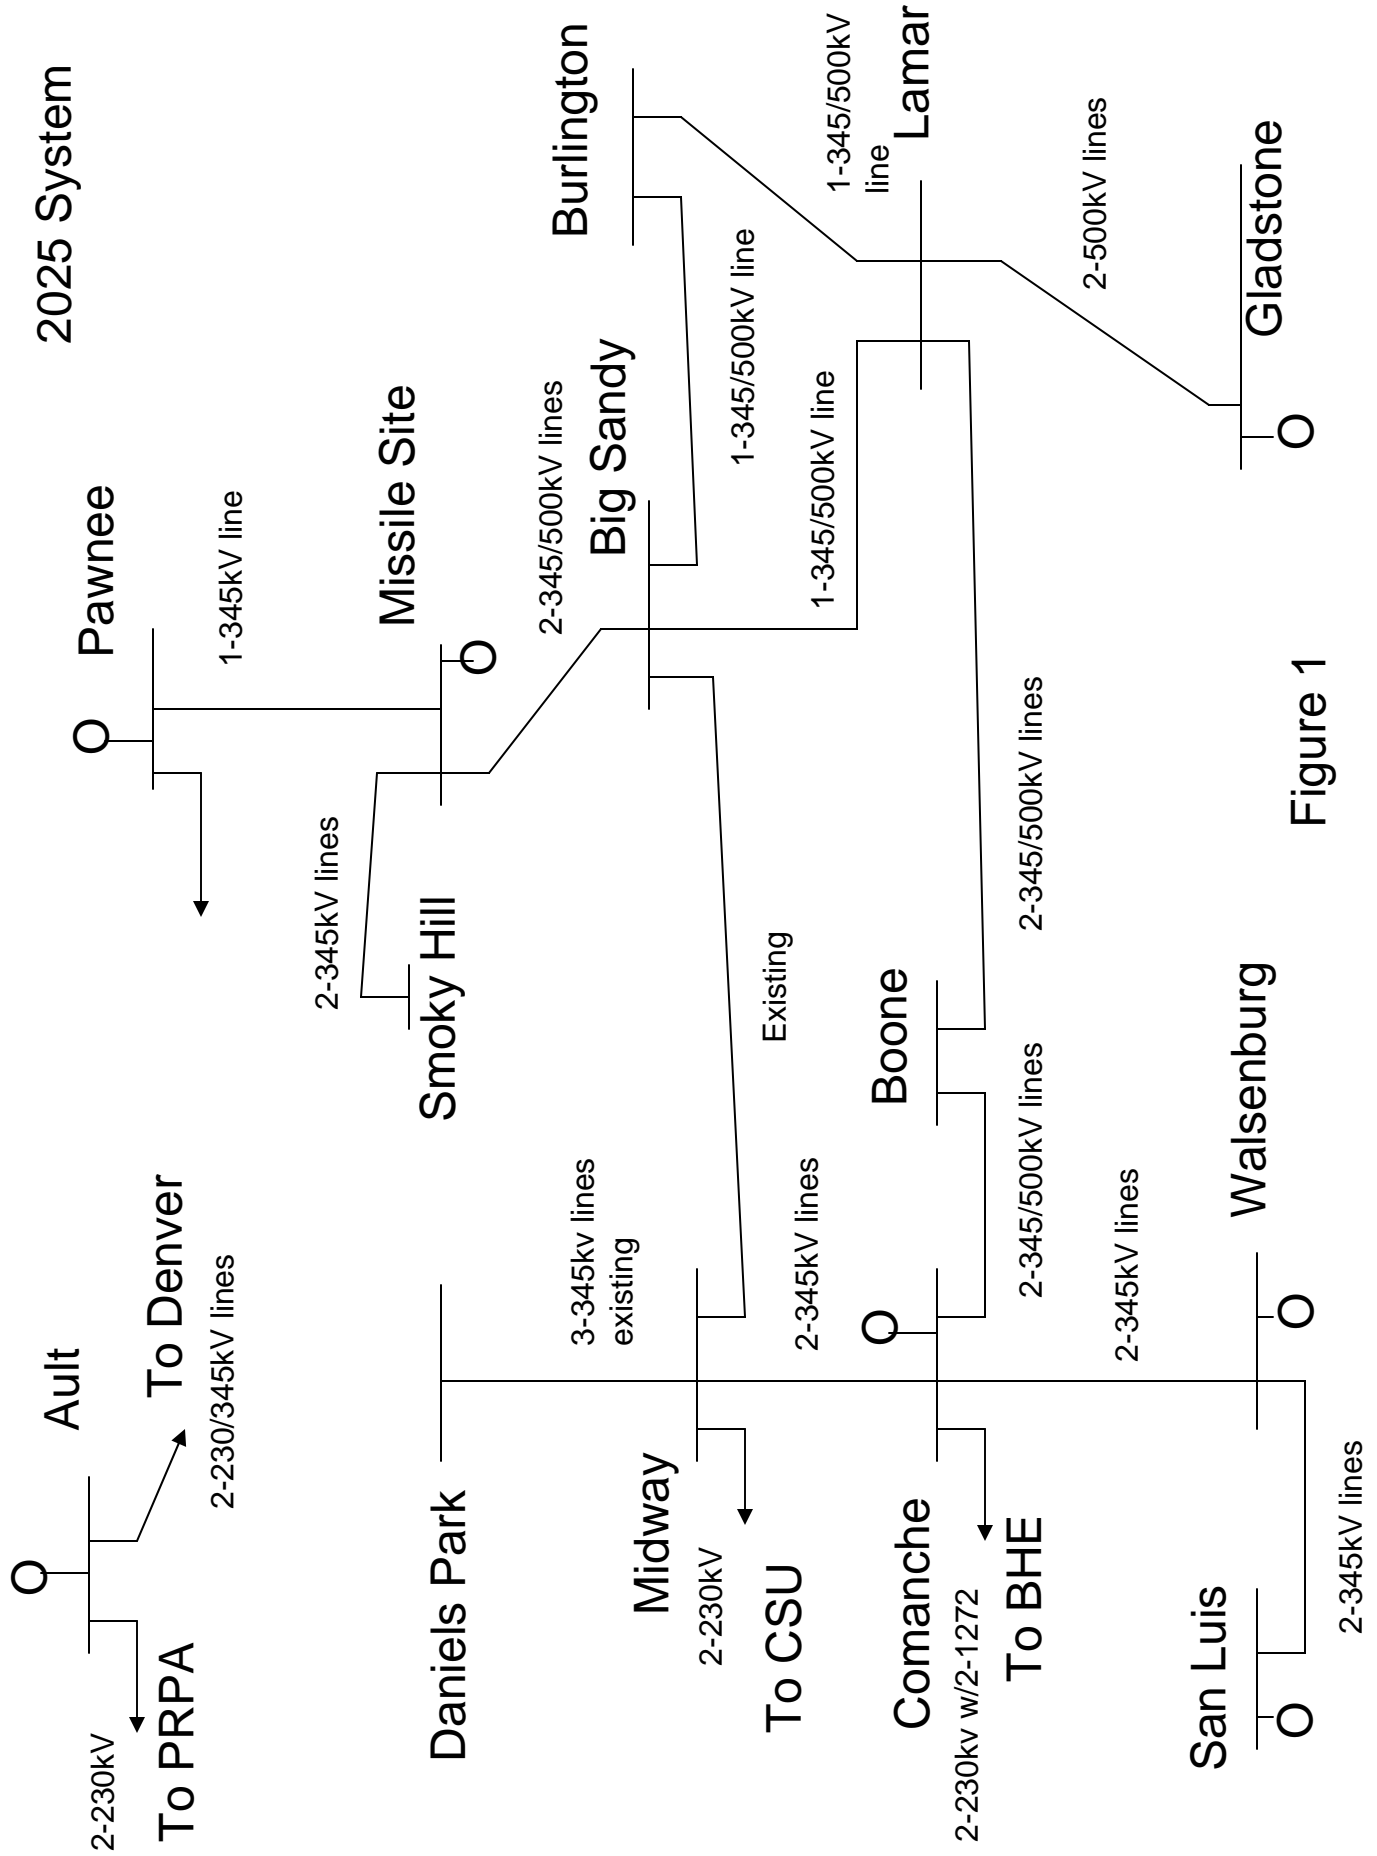 2025 System
Ault
Pawnee
To PRPA
2-230kV
To Denver
2-230/345kV lines
1-345kV line
Missile Site
2-345kV lines
Smoky Hill
2-345/500kV lines
Big Sandy
Burlington
1-345/500kV line
Daniels Park
3-345kv lines
existing
Existing
Midway
2-230kV
To CSU
2-345kV lines
1-345/500kV line
1-345/500kV
line
Lamar
Boone
Comanche
2-230kv w/2-1272
To BHE
2-345/500kV lines
2-345/500kV lines
2-500kV lines
2-345kV lines
Walsenburg
San Luis
2-345kV lines
Gladstone
Figure 1
O
O
O
O
O
O
O